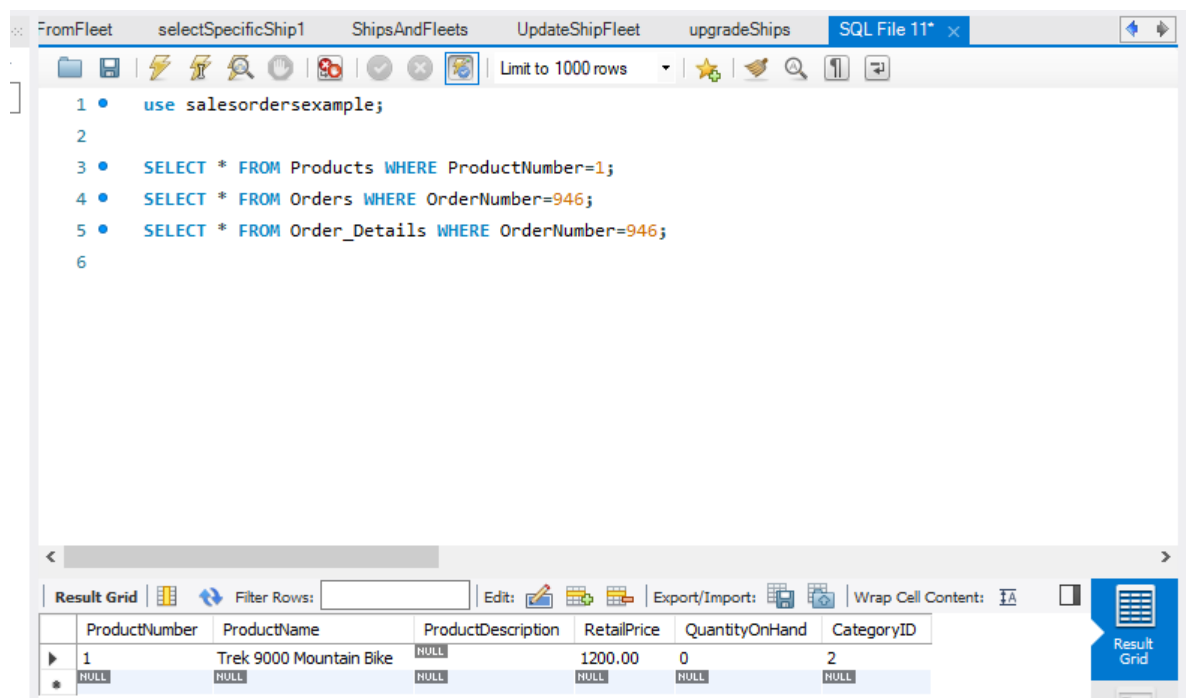 FromFleet selectSpecificShip1 ShipsAndFleets UpdateShipFleet upgradeShips SQL File 11*
Limit to 1000 rows
1 use salesordersexample;
2
3 SELECT * FROM Products WHERE ProductNumber=1;
4 SELECT * FROM Orders WHERE OrderNumber=946;
5 SELECT * FROM Order_Details WHERE OrderNumber=946;
6
Result Grid Filter Rows: Edit: Export/Import: Wrap Cell Content: IA
ProductNumber ProductName ProductDescription RetailPrice QuantityOnHand CategoryID
1 Trek 9000 Mountain Bike NULL 1200.00 0 2
NULL NULL NULL NULL NULL NULL
Result
Grid